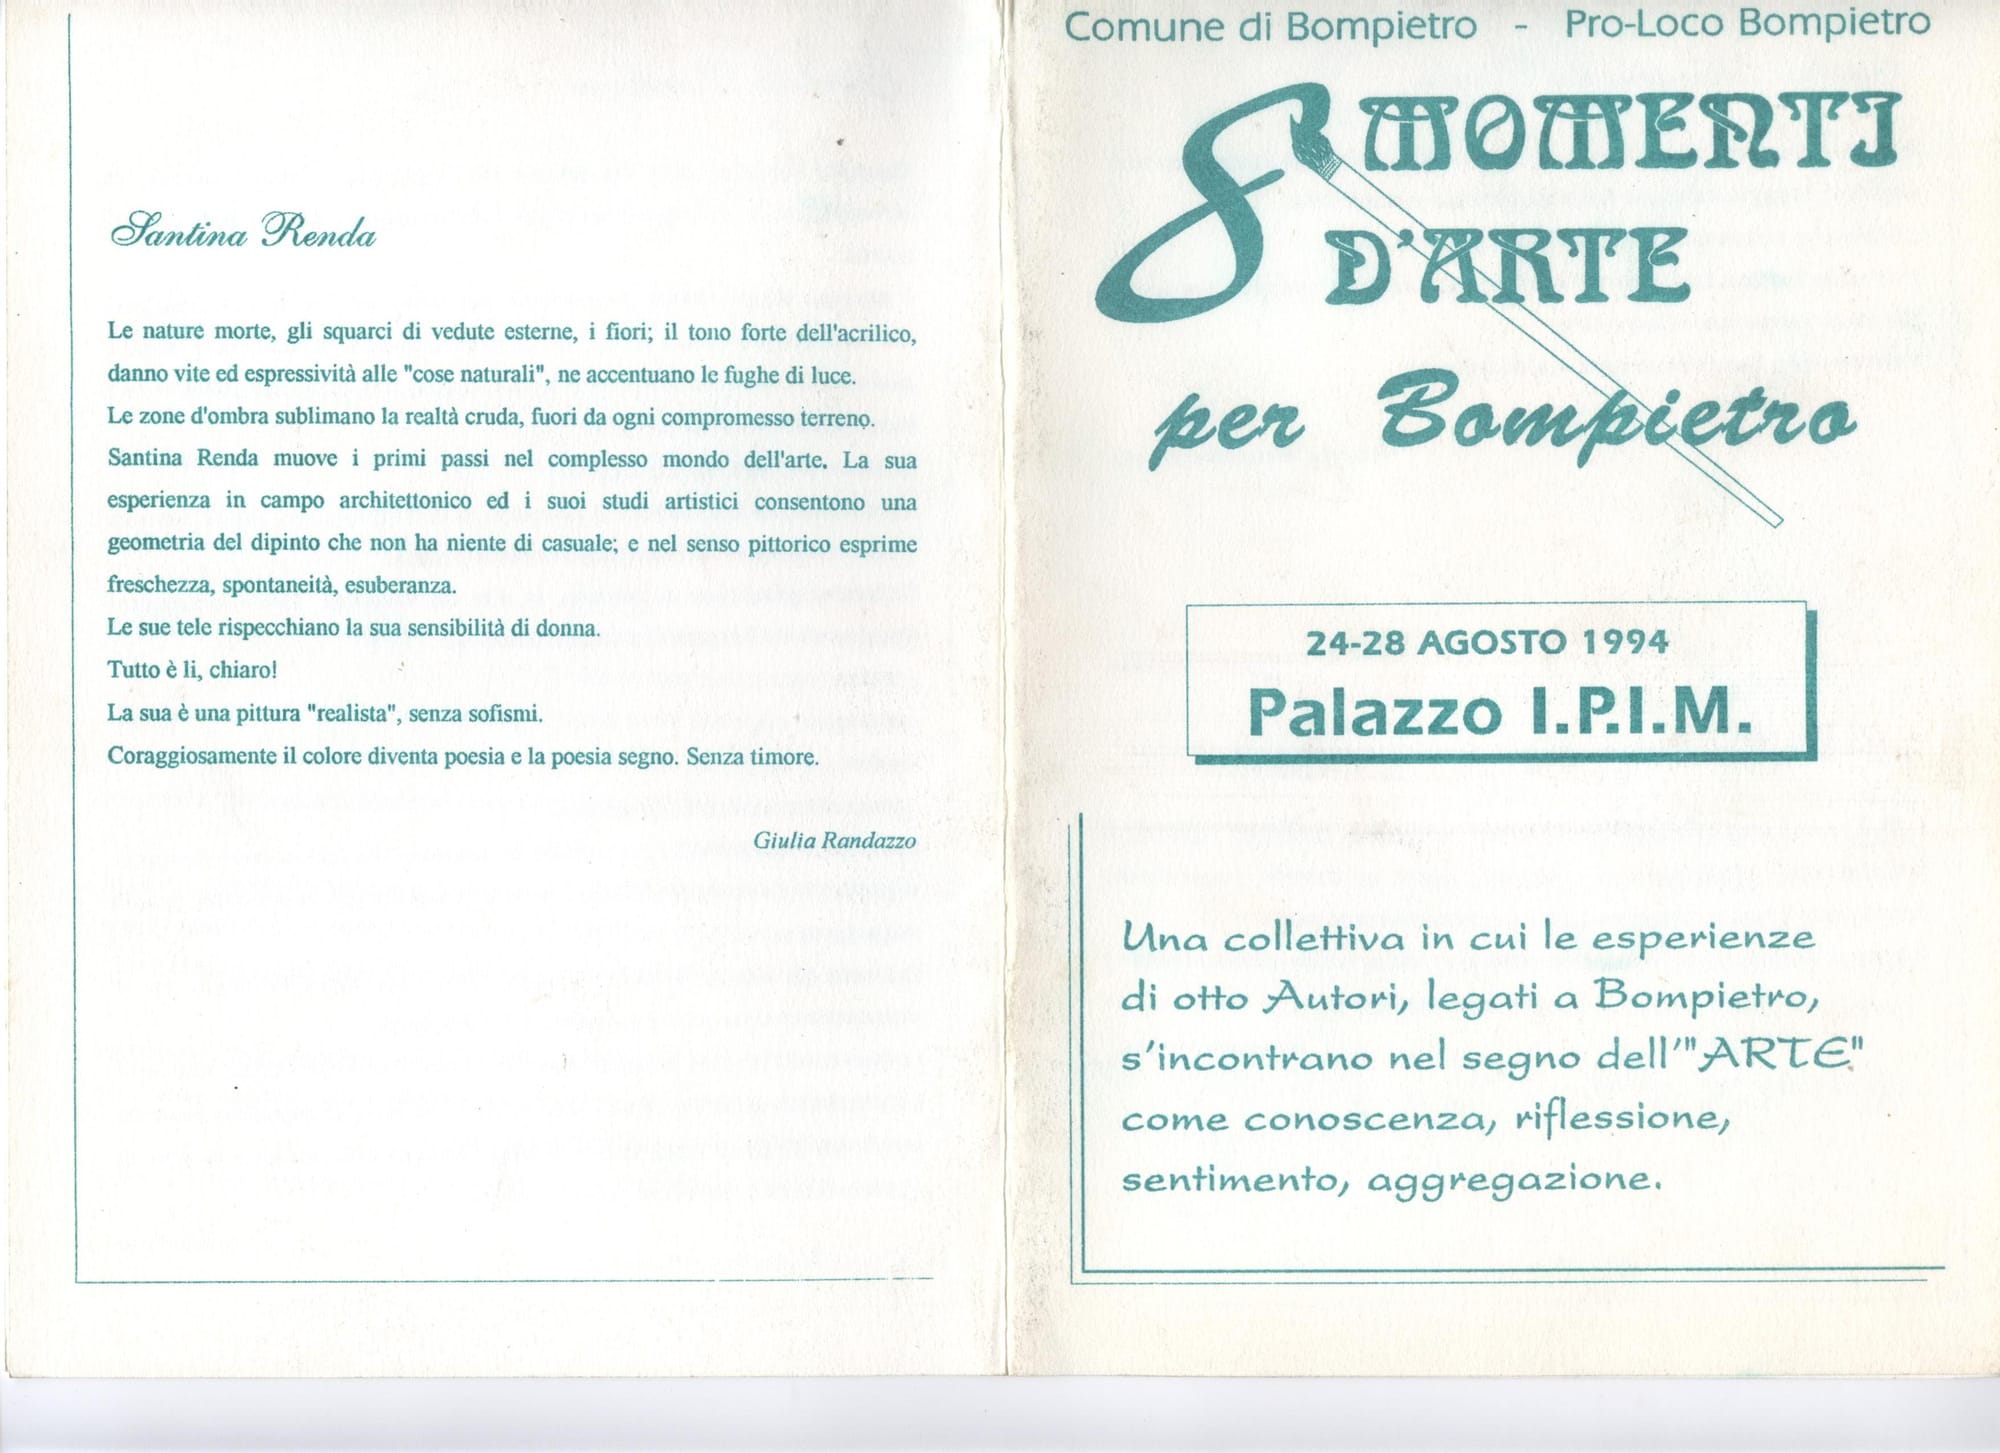 Santina Renda
Le nature morte, gli squarci di vedute esterne, i fiori; il tono forte dell'acrilico,
danno vite ed espressività alle "cose naturali", ne accentuano le fughe di luce.
Le zone d'ombra sublimano la realtà cruda, fuori da ogni compromesso terreno.
Santina Renda muove i primi passi nel complesso mondo dell'arte. La sua
esperienza in campo architettonico ed i suoi studi artistici consentono una
geometria del dipinto che non ha niente di casuale; e nel senso pittorico esprime
freschezza, spontaneità, esuberanza.
Le sue tele rispecchiano la sua sensibilità di donna.
Tutto è li, chiaro!
La sua è una pittura "realista", senza sofismi.
Coraggiosamente il colore diventa poesia e la poesia segno. Senza timore.
Giulia Randazzo
Comune di Bompietro - Pro-Loco Bompietro
8 MOMENTI
D'ARTE
per Bompietro
24-28 AGOSTO 1994
Palazzo I.P.I.M.
Una collettiva in cui le esperienze
di otto Autori, legati a Bompietro,
s'incontrano nel segno dell'"ARTE"
come conoscenza, riflessione,
sentimento, aggregazione.